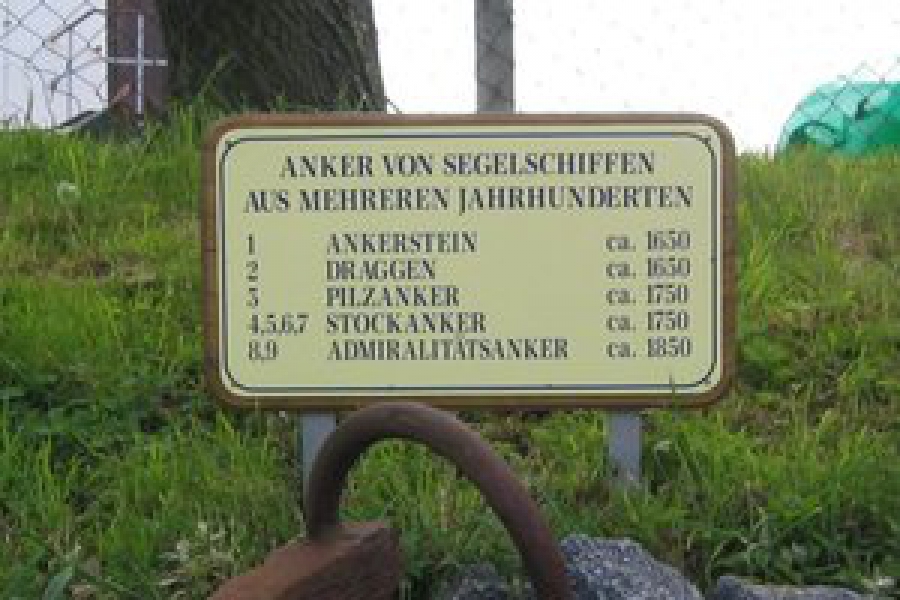 ANKER VON SEGELSCHIFFEN
AUS MEHREREN JAHRHUNDERTEN
1 ANKERSTEIN ca. 1650
2 DRAGGEN ca. 1650
3 PILZANKER ca. 1750
4,5,6,7 STOCKANKER ca. 1750
8,9 ADMIRALITÄTSANKER ca. 1850